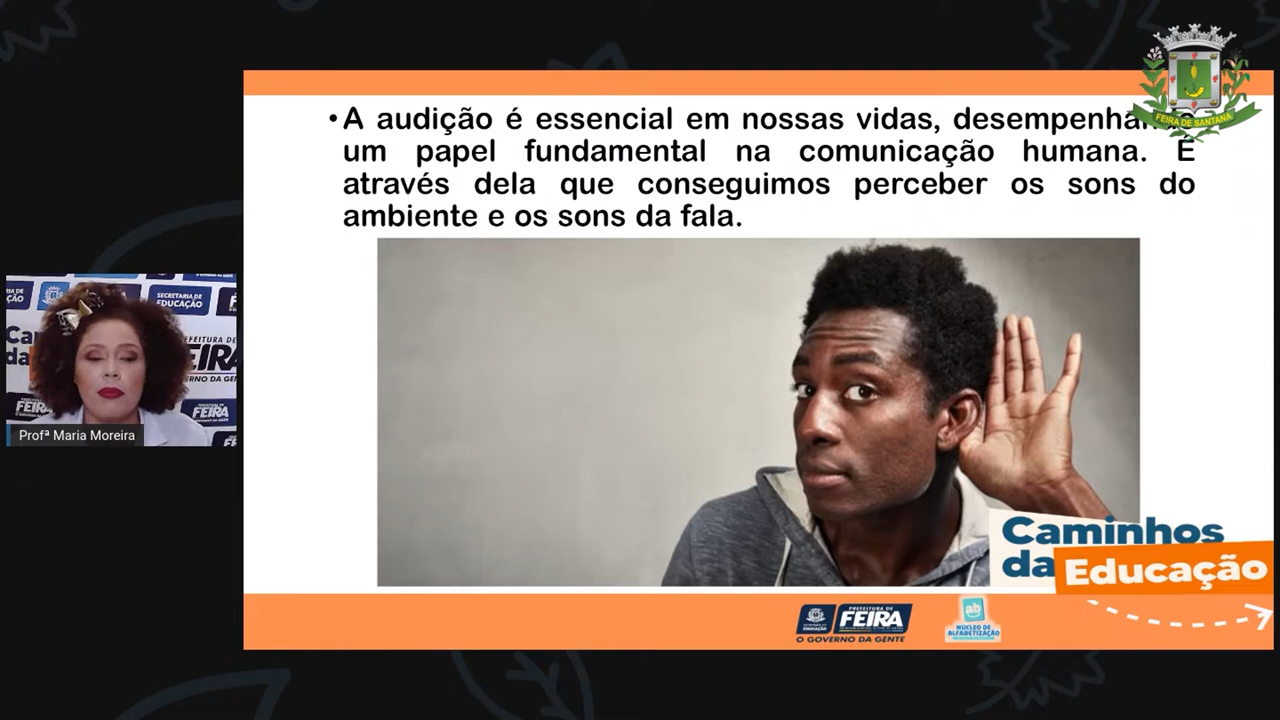 FEIRA DE SANTANA
• A audição é essencial em nossas vidas, desempenhando
um papel fundamental na comunicação humana. É
através dela que conseguimos perceber os sons do
ambiente e os sons da fala.
SECRETARIA DE
EDUCAÇÃO
FEIRA
Profª Maria Moreira
Caminhos
da Educação
PREFEITURA DE
FEIRA
EDUCAÇÃO
O GOVERNO DA GENTE
NÚCLEO DE
ALFABETIZAÇÃO